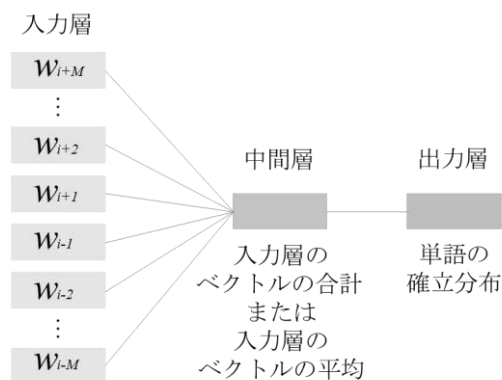 入力層
w_{i+M}
⋮
w_{i+2}
w_{i+1}
w_{i-1}
w_{i-2}
⋮
w_{i-M}
中間層
入力層の
ベクトルの合計
または
入力層の
ベクトルの平均
出力層
単語の
確立分布